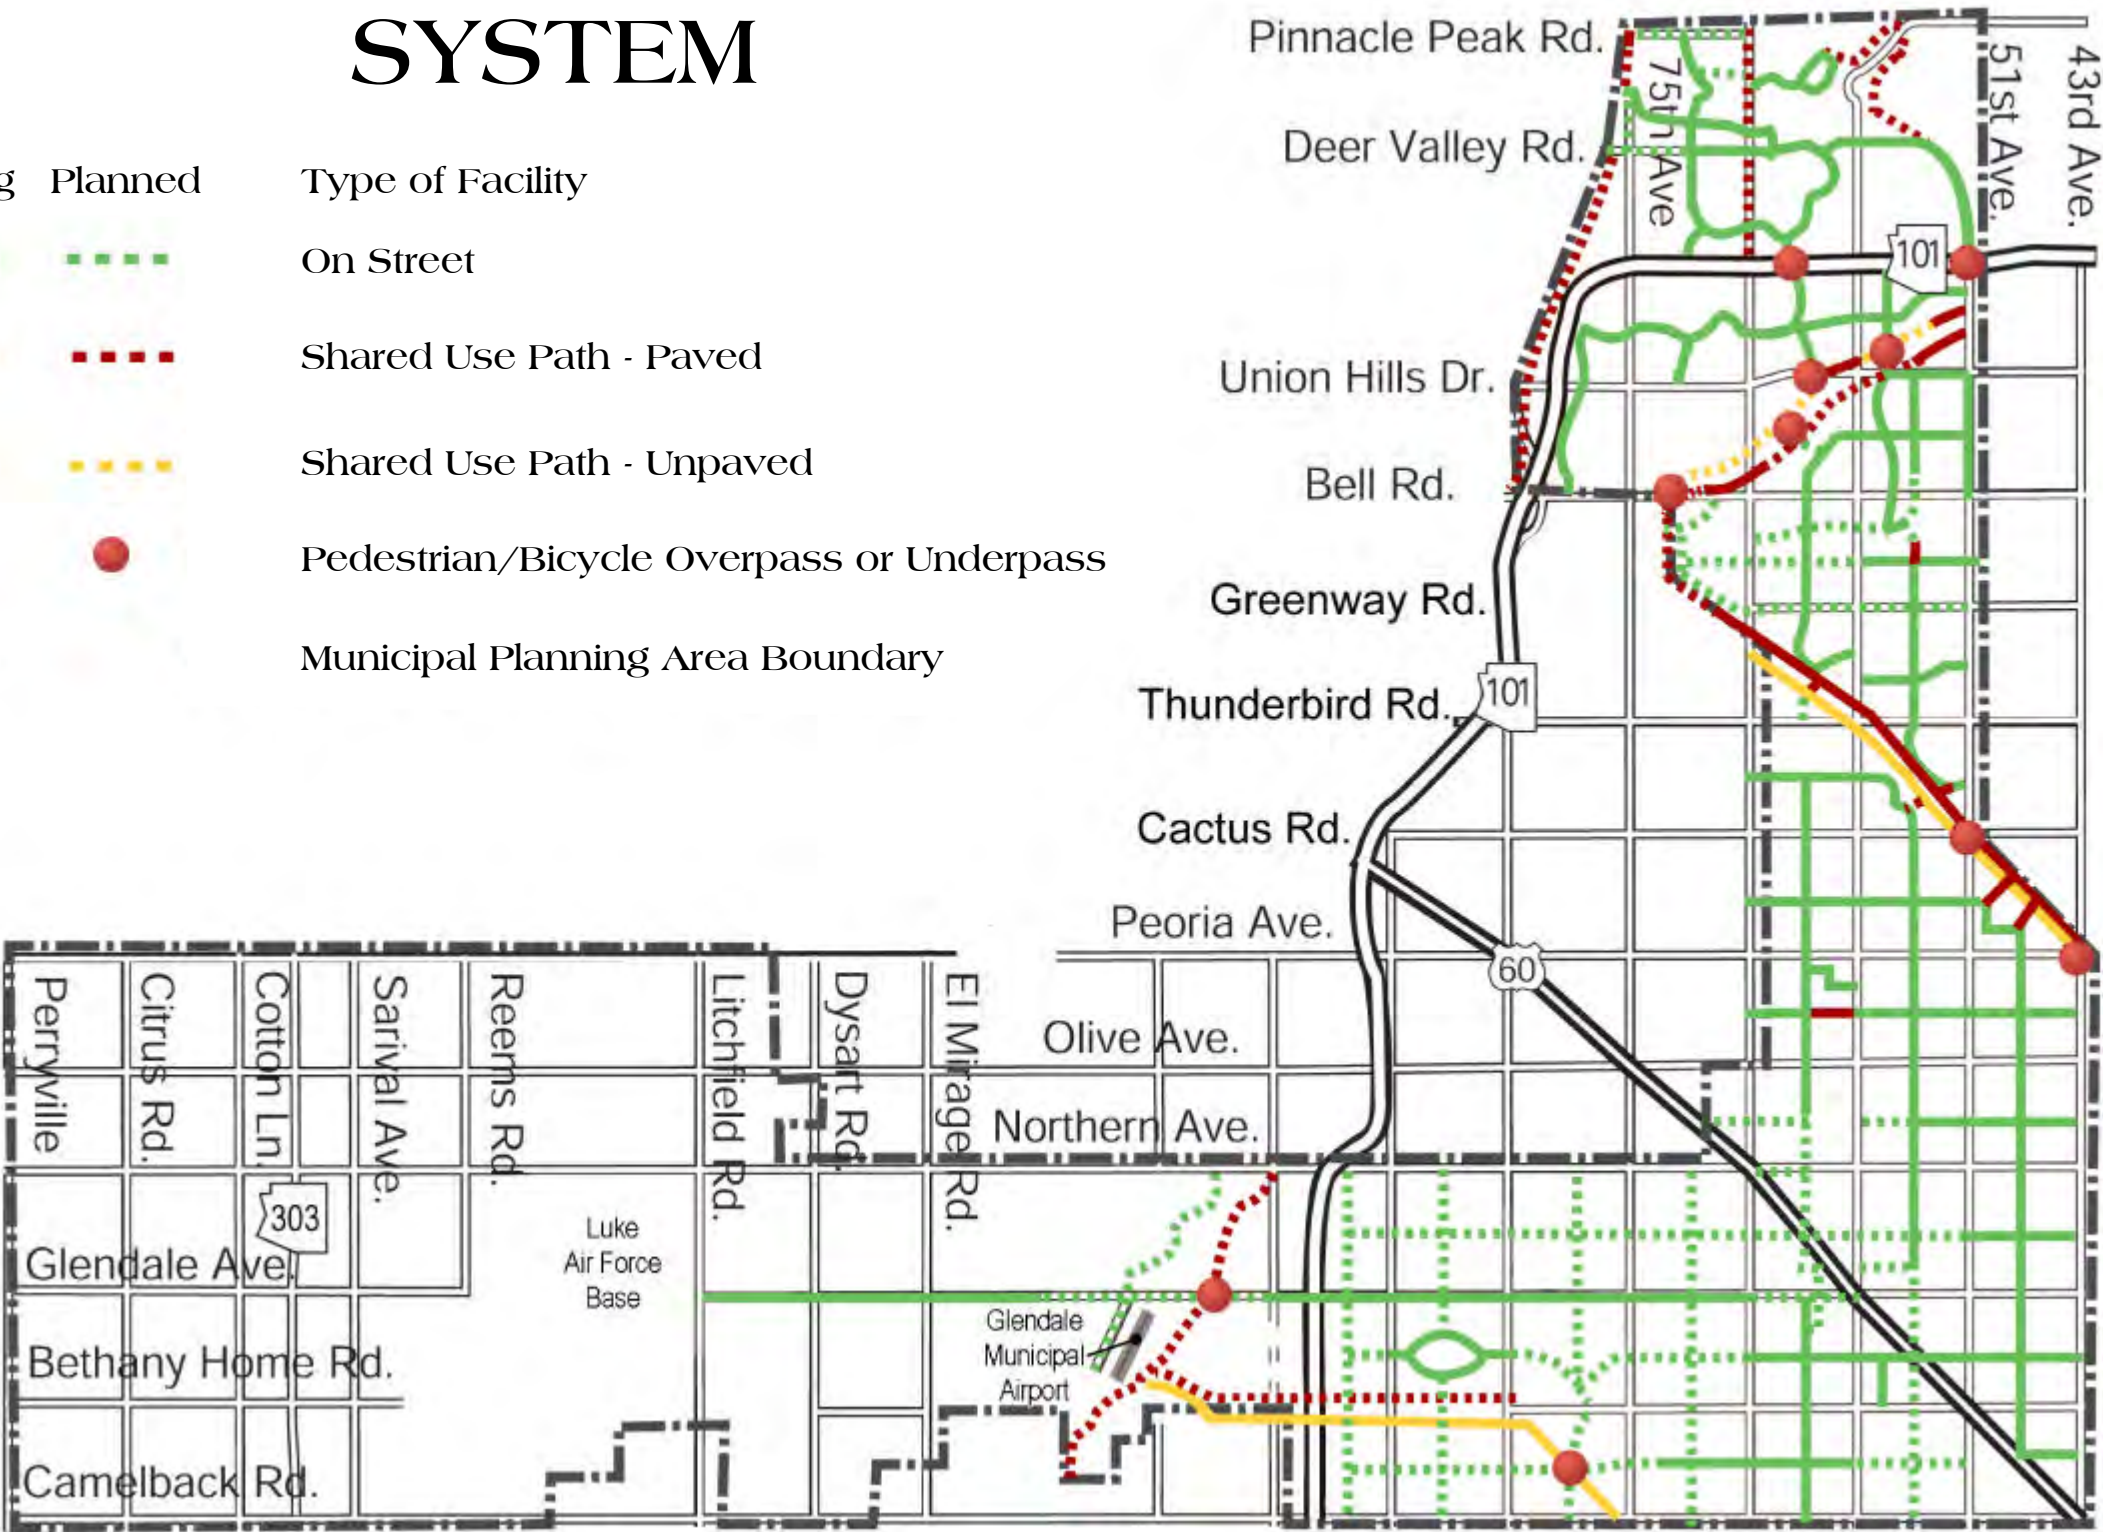 SYSTEM
g Planned Type of Facility
On Street
Shared Use Path - Paved
Shared Use Path - Unpaved
Pedestrian/Bicycle Overpass or Underpass
Municipal Planning Area Boundary
Pinnacle Peak Rd.
Deer Valley Rd.
Union Hills Dr.
Bell Rd.
Greenway Rd.
Thunderbird Rd.
Cactus Rd.
Peoria Ave.
Olive Ave.
Northern Ave.
75th Ave
51st Ave.
43rd Ave.
101
101
60
Perryville
Citrus Rd.
Cotton Ln.
Sarival Ave.
Reems Rd.
Litchfield Rd.
Dysart Rd.
El Mirage Rd.
303
Glendale Ave.
Bethany Home Rd.
Camelback Rd.
Luke
Air Force
Base
Glendale
Municipal
Airport